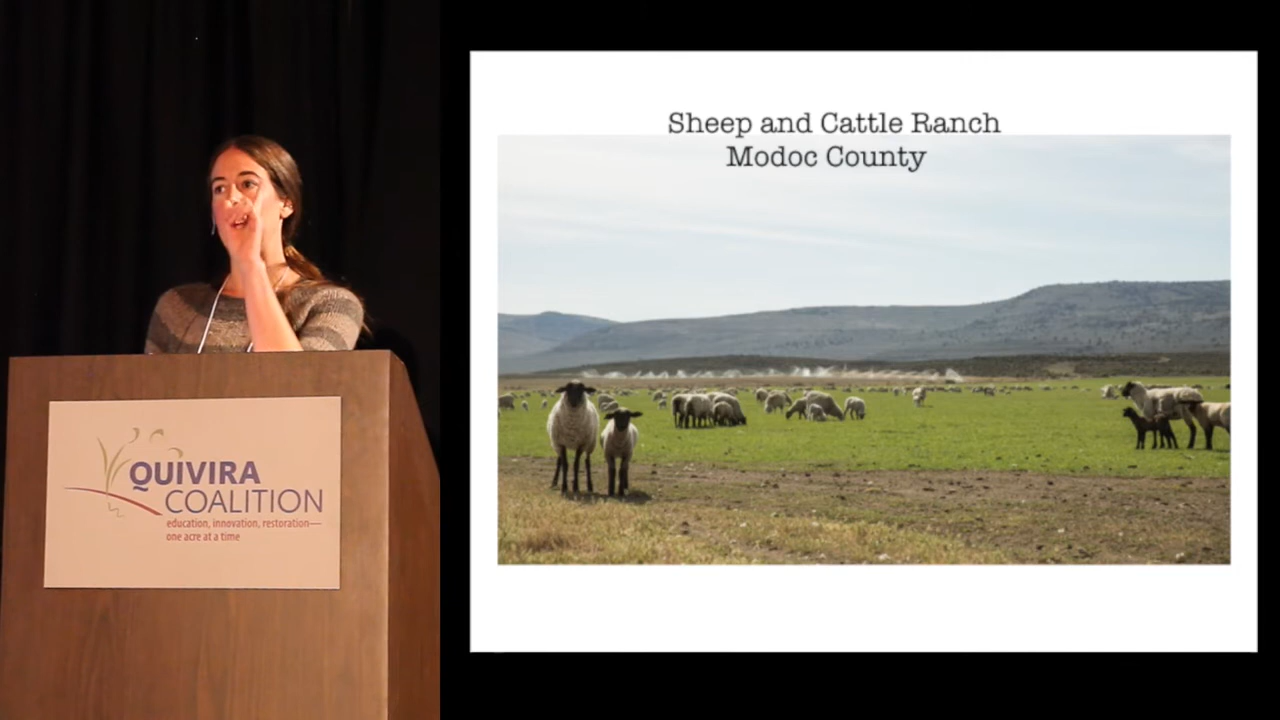 QUIVIRA
COALITION
education, innovation, restoration—
one acre at a time
Sheep and Cattle Ranch
Modoc County